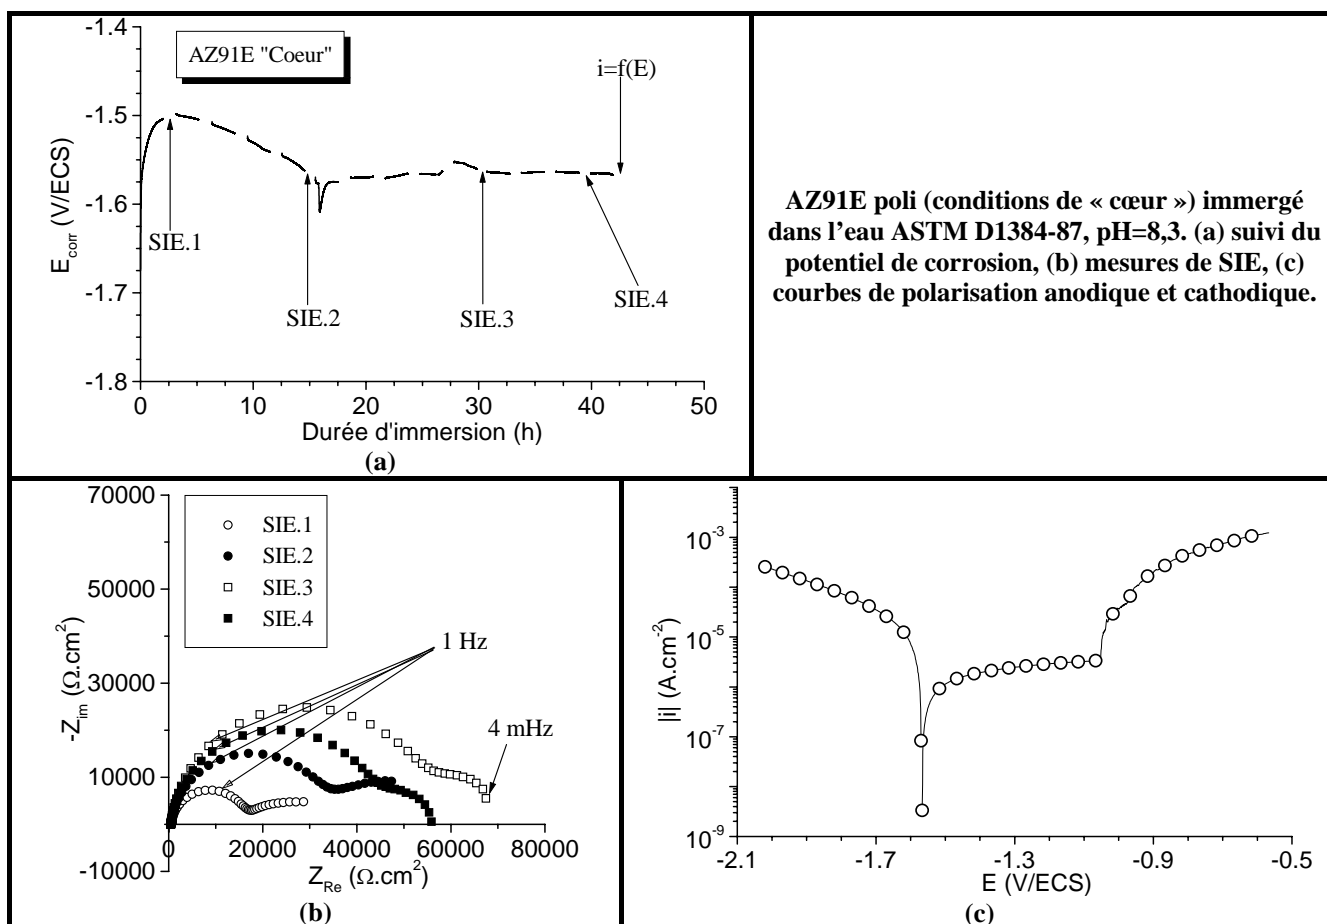 -1.4
AZ91E "Coeur"
i=f(E)
-1.5
-1.6
-1.7
-1.8
E_corr (V/ECS)
SIE.1
SIE.2
SIE.3
SIE.4
0 10 20 30 40 50
Durée d'immersion (h)
(a)
AZ91E poli (conditions de « cœur ») immergé
dans l'eau ASTM D1384-87, pH=8,3. (a) suivi du
potentiel de corrosion, (b) mesures de SIE, (c)
courbes de polarisation anodique et cathodique.
70000
50000
30000
10000
-10000
-Z_im (Ω.cm²)
SIE.1
SIE.2
SIE.3
SIE.4
1 Hz
4 mHz
0 20000 40000 60000 80000
Z_Re (Ω.cm²)
(b)
10⁻³
10⁻⁵
10⁻⁷
10⁻⁹
|i| (A.cm⁻²)
-2.1 -1.7 -1.3 -0.9 -0.5
E (V/ECS)
(c)